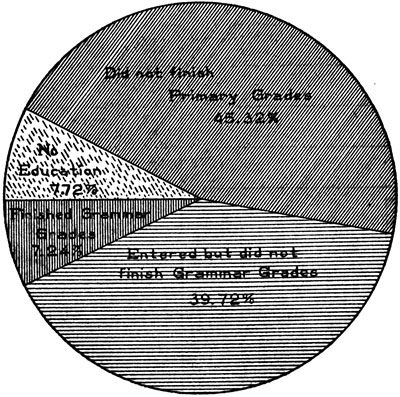 Did not finish
Primary Grades
45.32%
No
Education
7.72%
Finished Grammar
Grades
7.24%
Entered but did not
finish Grammar Grades
39.72%